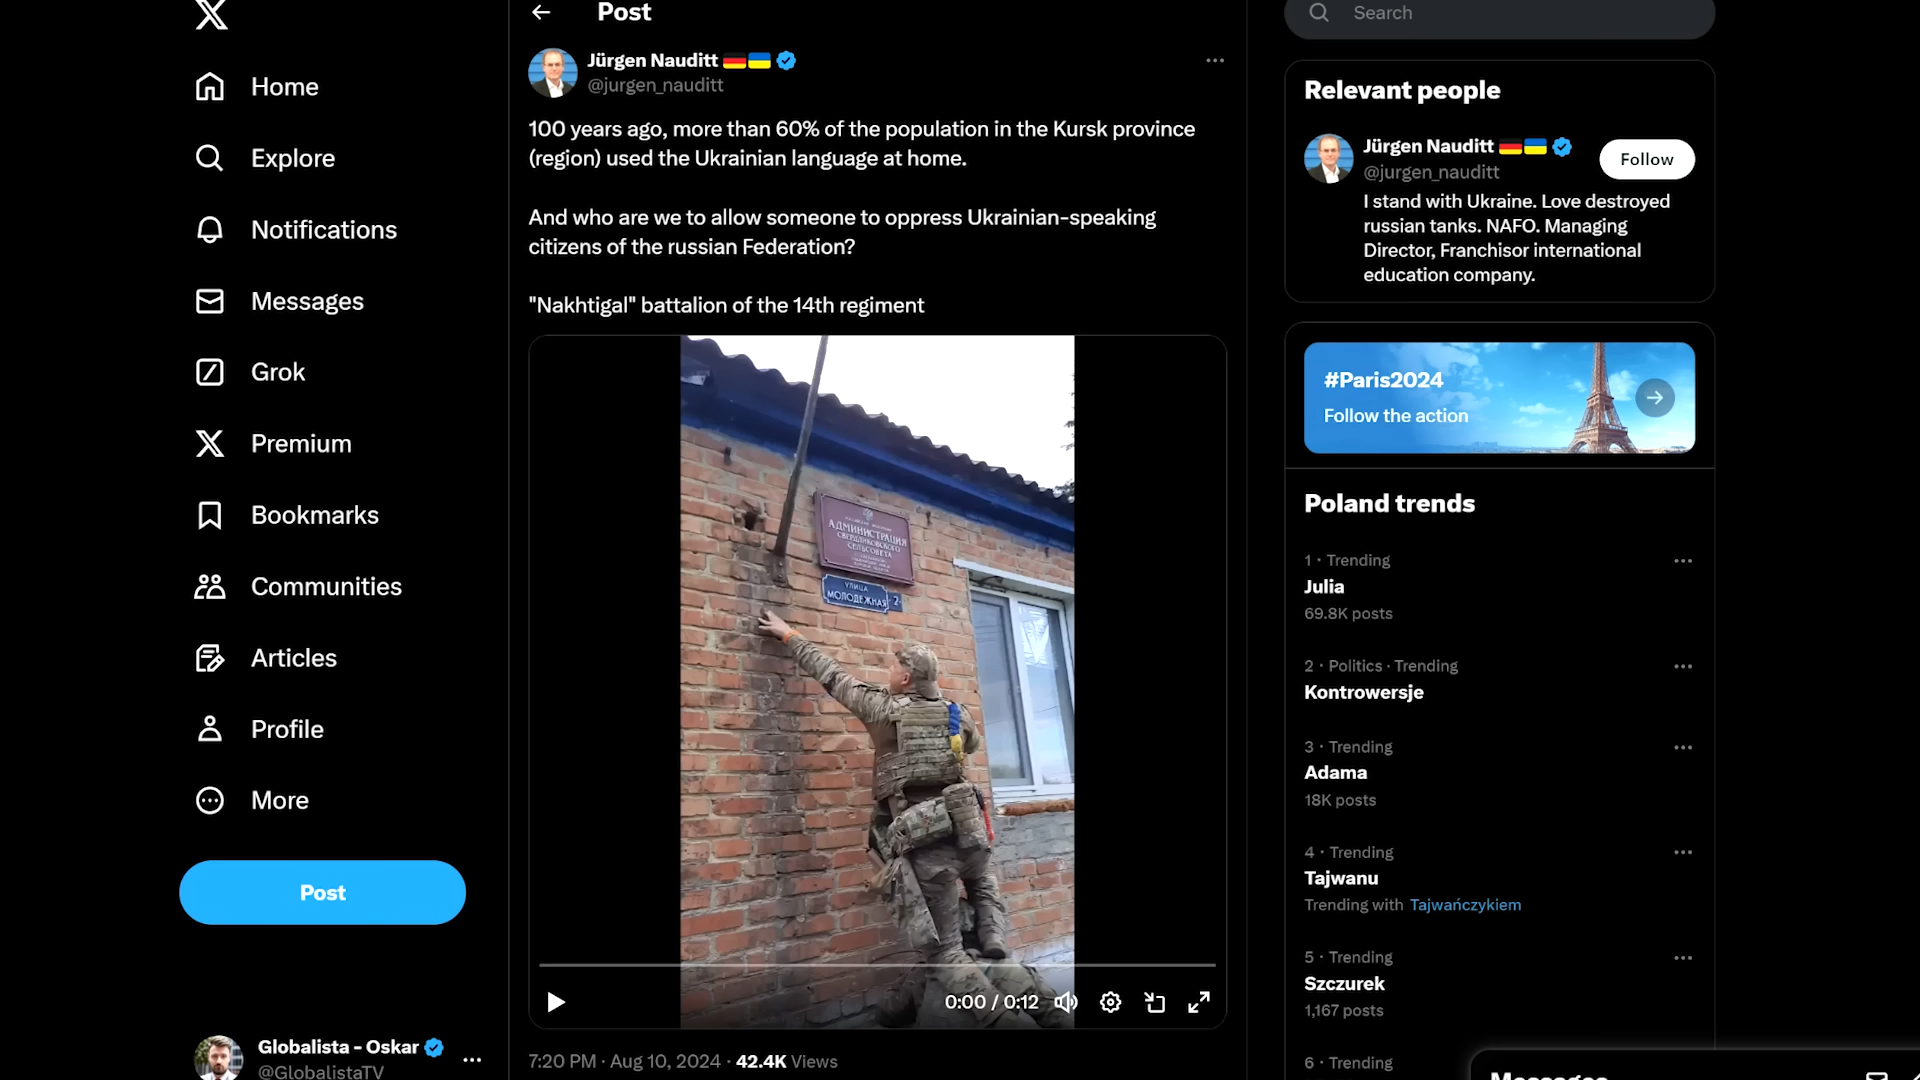 Home
Explore
Notifications
Messages
Grok
Premium
Bookmarks
Communities
Articles
Profile
More
Post
Globalista - Oskar
@GlobalistaTV
Post
Jürgen Nauditt
@jurgen_nauditt
100 years ago, more than 60% of the population in the Kursk province
(region) used the Ukrainian language at home.
And who are we to allow someone to oppress Ukrainian-speaking
citizens of the russian Federation?
"Nakhtigal" battalion of the 14th regiment
АДМИНИСТРАЦИЯ
СВЕРДЛИКОВСКОГО
СЕЛЬСОВЕТА
УЛИЦА
МОЛОДЕЖНАЯ 2
0:00 / 0:12
7:20 PM · Aug 10, 2024 · 42.4K Views
Search
Relevant people
Jürgen Nauditt
@jurgen_nauditt
Follow
I stand with Ukraine. Love destroyed
russian tanks. NAFO. Managing
Director, Franchisor international
education company.
#Paris2024
Follow the action
Poland trends
1 · Trending
Julia
69.8K posts
2 · Politics · Trending
Kontrowersje
3 · Trending
Adama
18K posts
4 · Trending
Tajwanu
Trending with Tajwańczykiem
5 · Trending
Szczurek
1,167 posts
6 · Trending
Messages